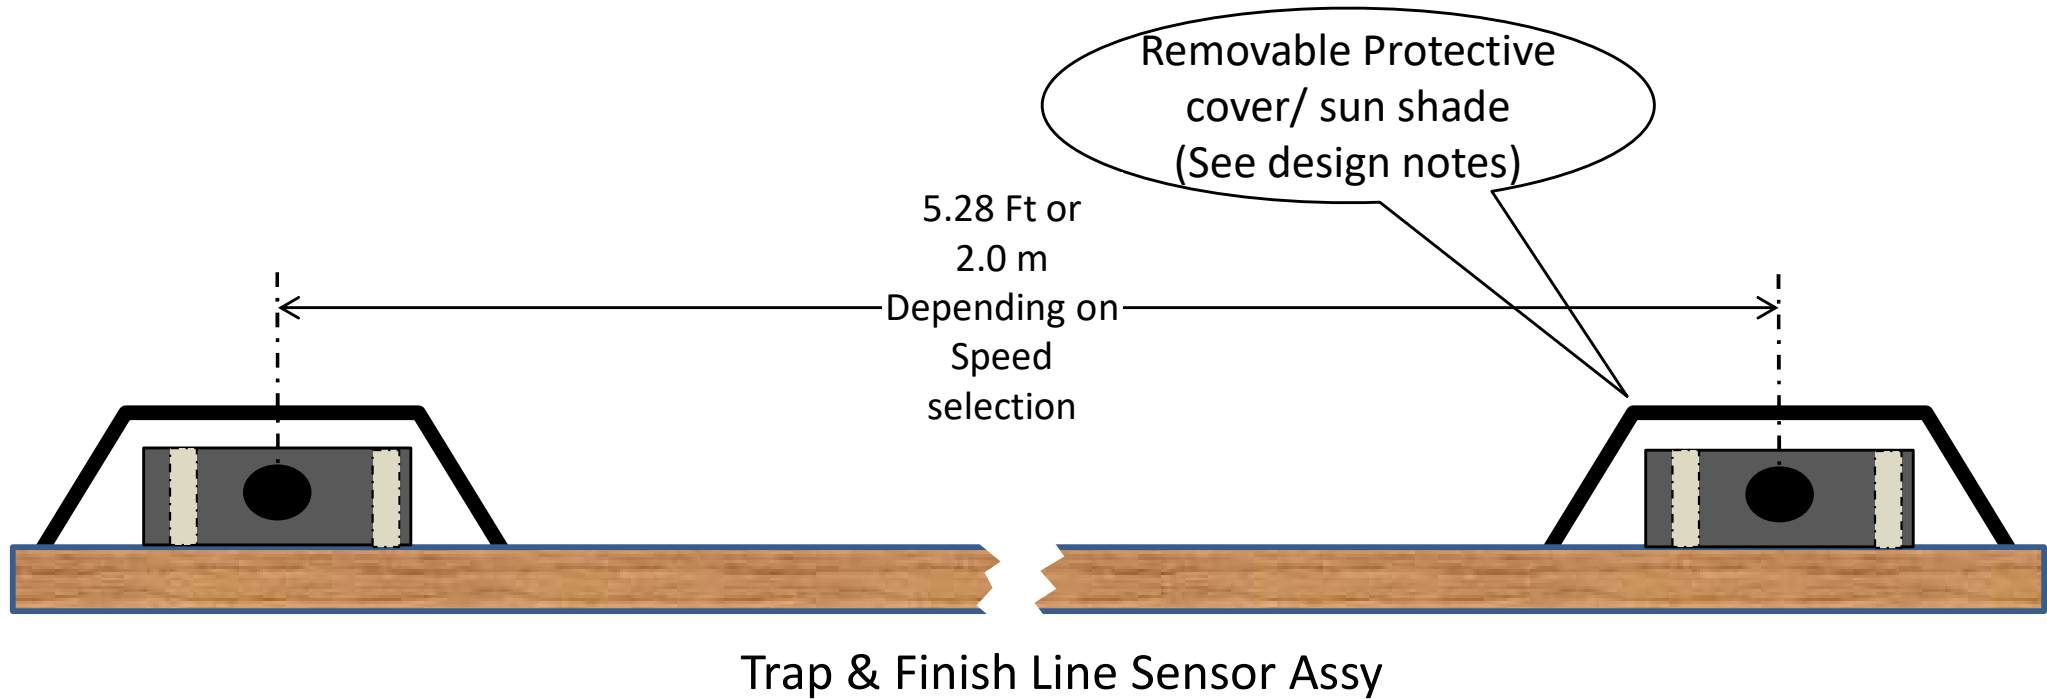 Removable Protective
cover/ sun shade
(See design notes)
5.28 Ft or
2.0 m
Depending on
Speed
selection
Trap & Finish Line Sensor Assy